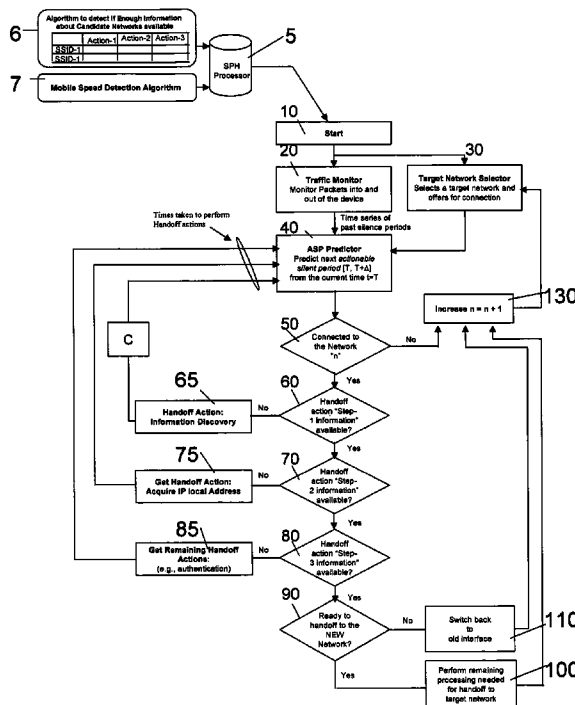 6
Algorithm to detect if Enough Information
about Candidate Networks available
Action-1 Action-2 Action-3
SSID-1
SSID-1
7
Mobile Speed Detection Algorithm
5
SPH
Processor
10
Start
20
Traffic Monitor
Monitor Packets into and
out of the device
30
Target Network Selector
Selects a target network and
offers for connection
Times taken to perform
Handoff actions
Time series of
past silence periods
40
ASP Predictor
Predict next actionable
silent period [T, T+Δ]
from the current time t=T
130
Increase n = n + 1
50
Connected to
the Network
"n"
No
Yes
C
65
Handoff Action:
Information Discovery
No
60
Handoff
action "Step-
1 Information"
available?
Yes
75
Get Handoff Action:
Acquire IP local Address
No
70
Handoff
action "Step-
2 Information"
available?
Yes
85
Get Remaining Handoff
Actions:
(e.g., authentication)
No
80
Handoff
action "Step-
3 Information"
available?
Yes
90
Ready to
handoff to the
NEW
Network?
No
Switch back
to
old interface
110
Yes
Perform remaining
processing needed
for handoff to
target network
100